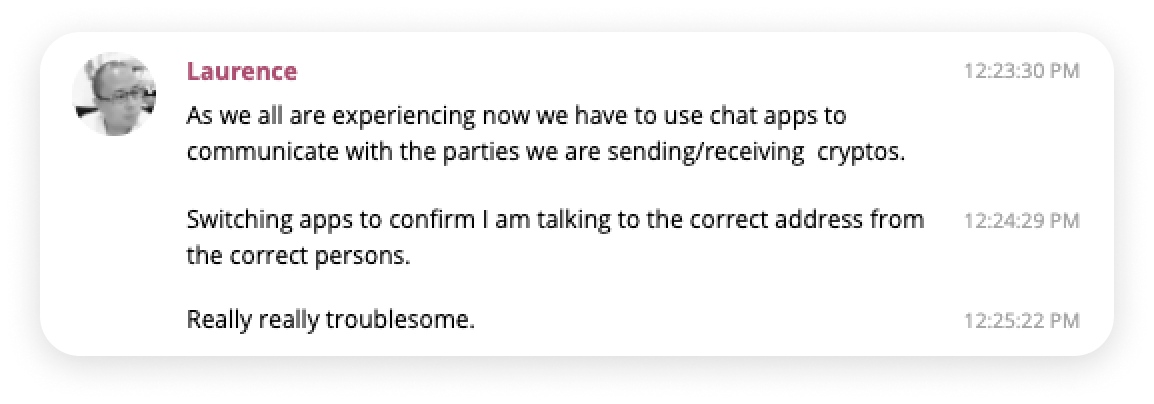 Laurence 12:23:30 PM
As we all are experiencing now we have to use chat apps to
communicate with the parties we are sending/receiving  cryptos.
Switching apps to confirm I am talking to the correct address from 12:24:29 PM
the correct persons.
Really really troublesome. 12:25:22 PM